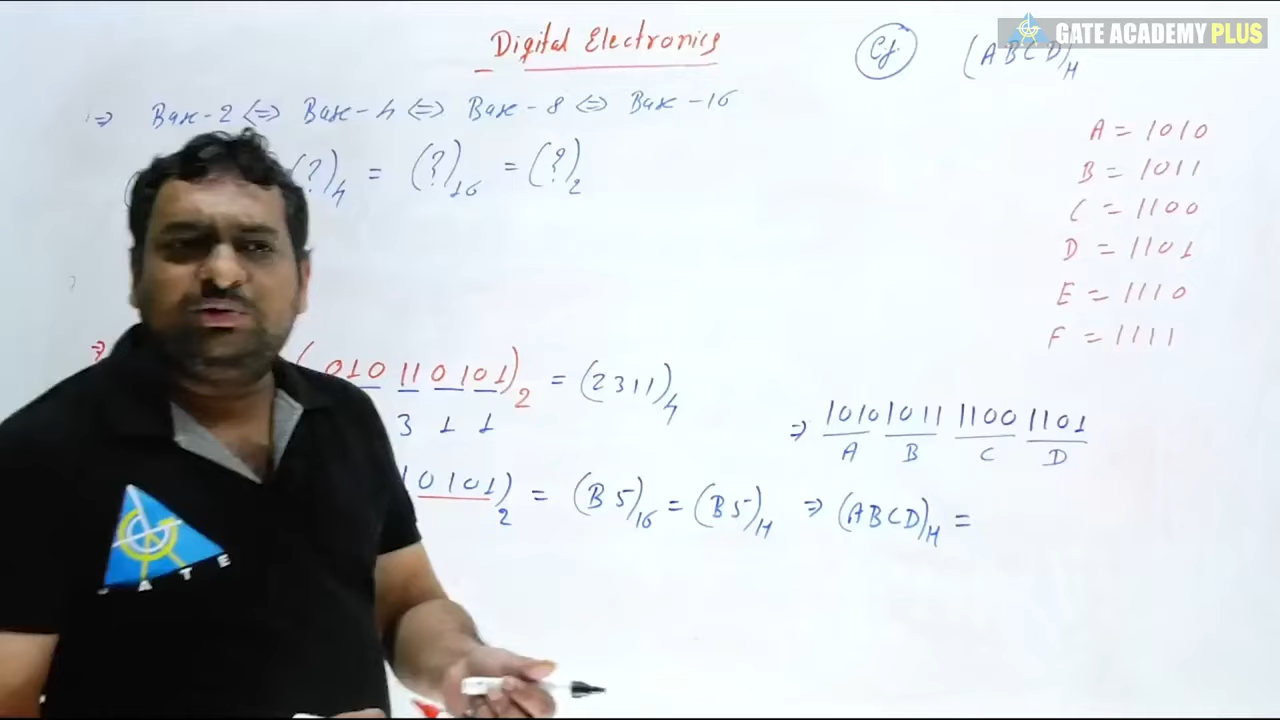 GATE ACADEMY PLUS
Digital Electronics
Eg. (ABCD)H
⇒ Base-2 ⇔ Base-4 ⇔ Base-8 ⇔ Base-16
(?)4 = (?)16 = (?)2
A = 1010
B = 1011
C = 1100
D = 1101
E = 1110
F = 1111
⇒ (010 110 101)2 = (2311)4
3 1 1
⇒ 1010 1011 1100 1101
A B C D
10101)2 = (B5)16 = (B5)H ⇒ (ABCD)H =
GATE